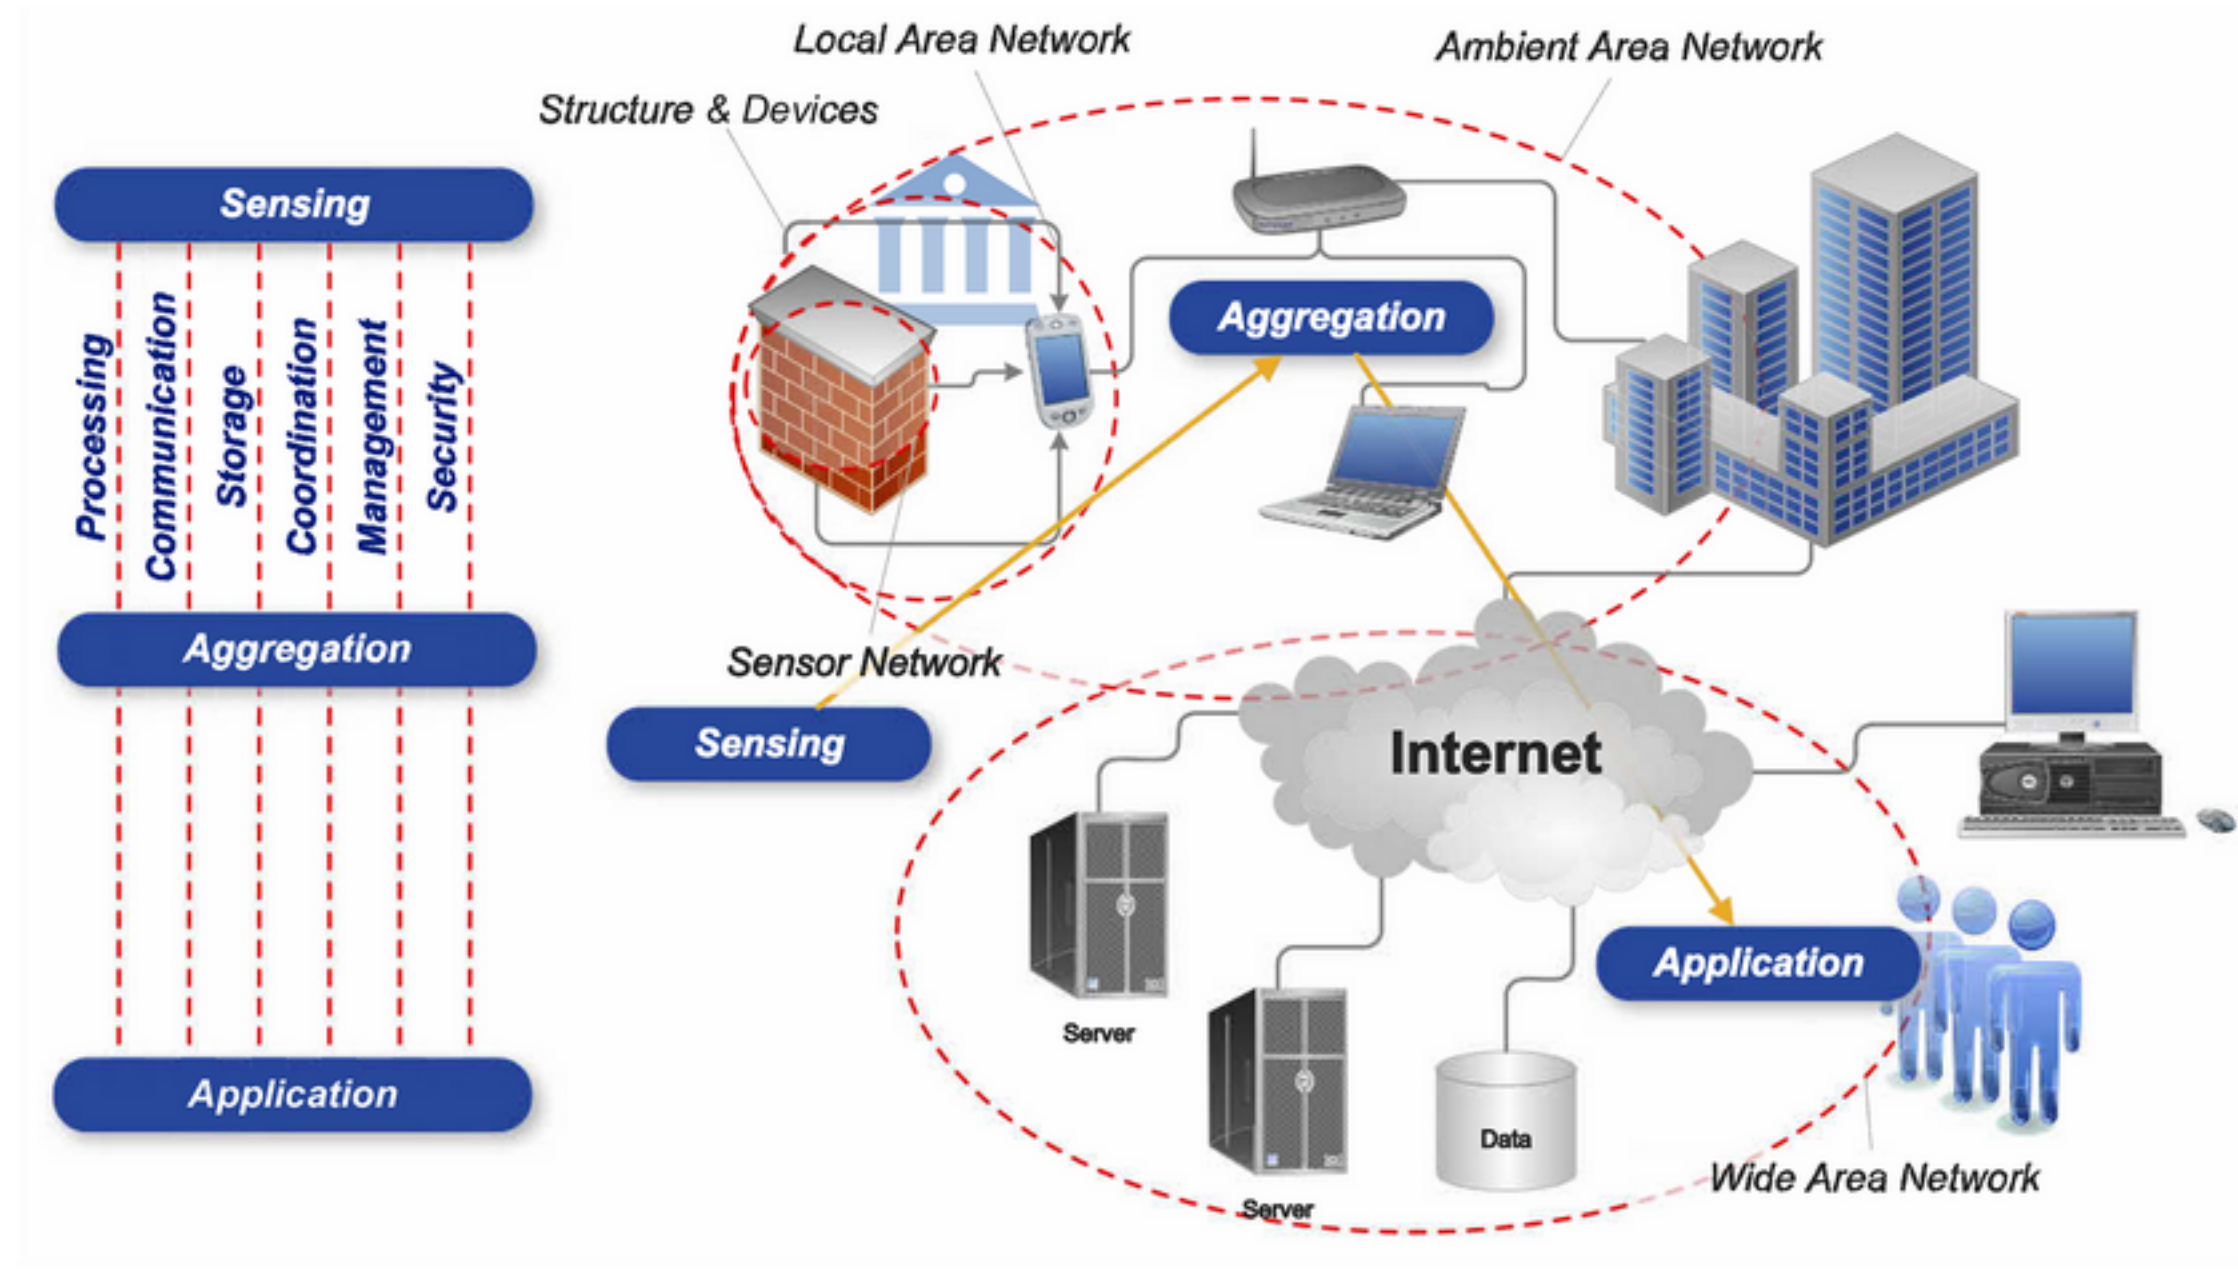 Local Area Network
Ambient Area Network
Structure & Devices
Sensing
Processing
Communication
Storage
Coordination
Management
Security
Aggregation
Aggregation
Sensor Network
Sensing
Internet
Application
Server
Server
Data
Application
Wide Area Network